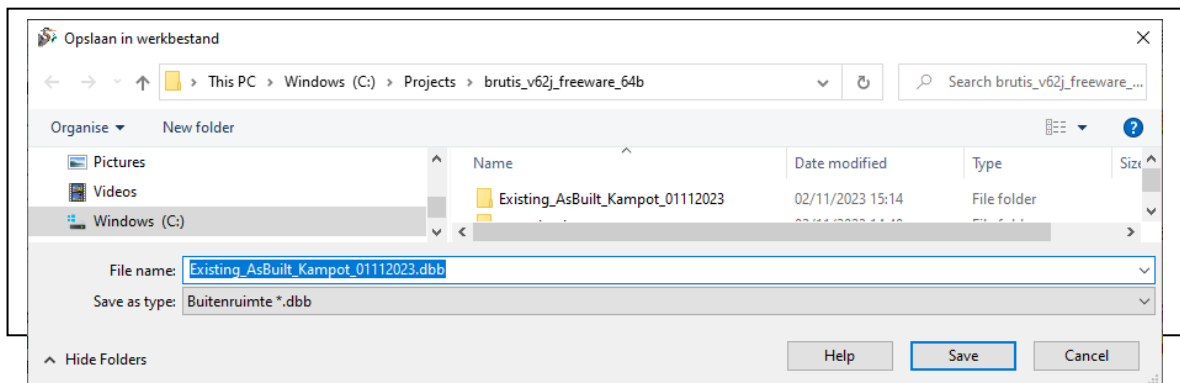 Opslaan in werkbestand
This PC > Windows (C:) > Projects > brutis_v62j_freeware_64b
Search brutis_v62j_freeware_...
Organise New folder
Pictures
Videos
Windows (C:)
Name Date modified Type Size
Existing_AsBuilt_Kampot_01112023 02/11/2023 15:14 File folder
File name: Existing_AsBuilt_Kampot_01112023.dbb
Save as type: Buitenruimte *.dbb
Hide Folders Help Save Cancel